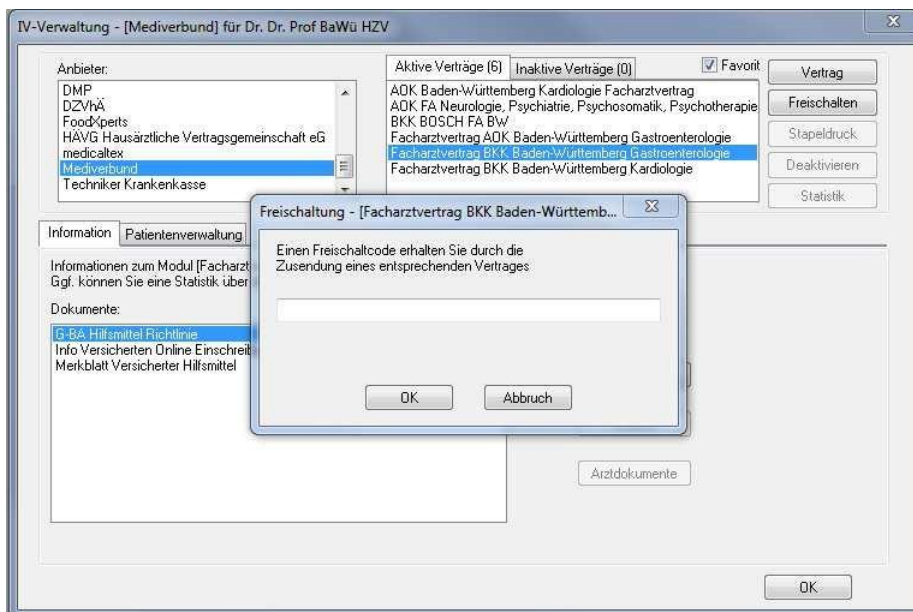 IV-Verwaltung - [Mediverbund] für Dr. Dr. Prof BaWü HZV
Anbieter:
DMP
DZVhÄ
FoodXperts
HÄVG Hausärztliche Vertragsgemeinschaft eG
medicaltex
Mediverbund
Techniker Krankenkasse
Aktive Verträge (6)
Inaktive Verträge (0)
Favorit
AOK Baden-Württemberg Kardiologie Facharztvertrag
AOK FA Neurologie, Psychiatrie, Psychosomatik, Psychotherapie
BKK BOSCH FA BW
Facharztvertrag AOK Baden-Württemberg Gastroenterologie
Facharztvertrag BKK Baden-Württemberg Gastroenterologie
Facharztvertrag BKK Baden-Württemberg Kardiologie
Vertrag
Freischalten
Stapeldruck
Deaktivieren
Statistik
Information
Patientenverwaltung
Informationen zum Modul [Facharzt
Ggf. können Sie eine Statistik über
Dokumente:
G-BA Hilfsmittel Richtlinie
Info Versicherten Online Einschreib
Merkblatt Versicherter Hilfsmittel
Freischaltung - [Facharztvertrag BKK Baden-Württemb...
Einen Freischaltcode erhalten Sie durch die
Zusendung eines entsprechenden Vertrages
OK
Abbruch
Arztdokumente
OK